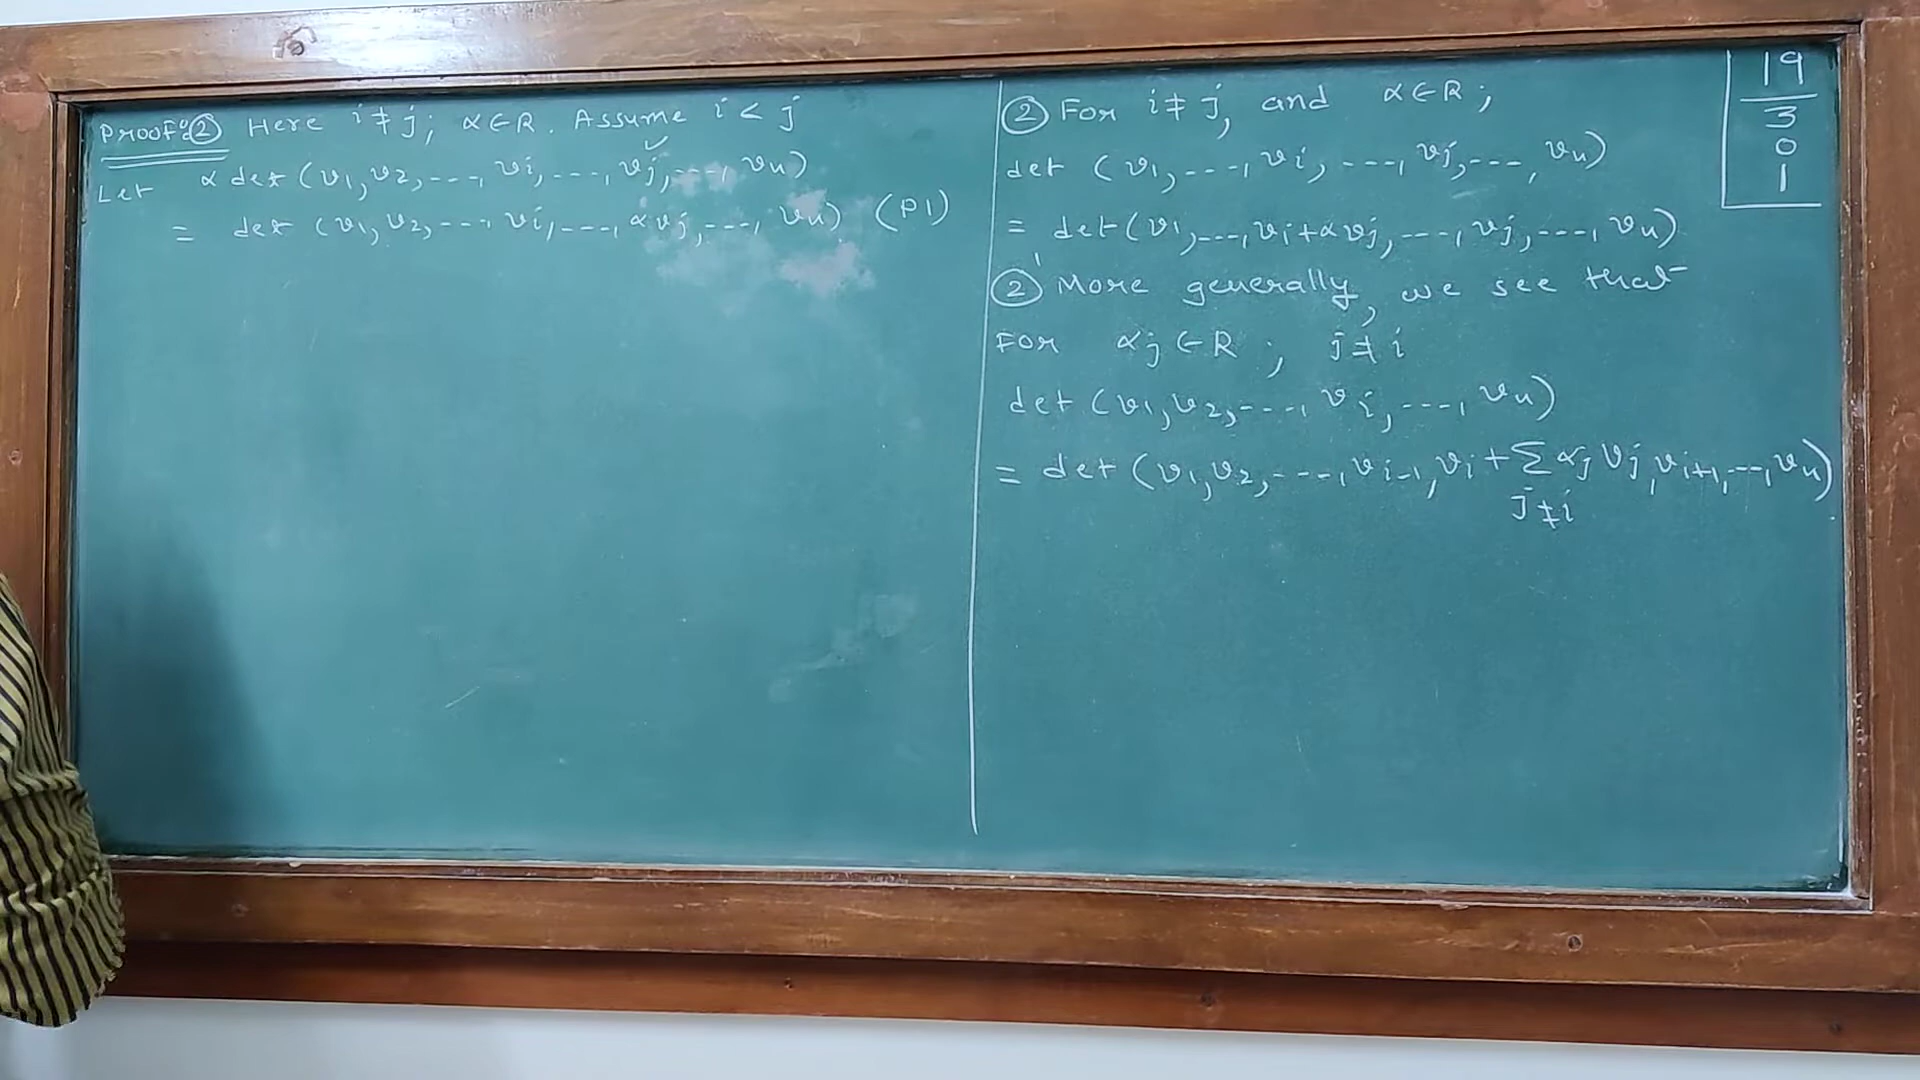 Proof: ② Here i ≠ j; α ∈ R. Assume i < j
Let α det (v1, v2, ---, vi, ---, vj, ---, vn)
= det (v1, v2, ---, vi, ---, αvj, ---, vn) (P1)
② For i ≠ j, and α ∈ R;
det (v1, ---, vi, ---, vj, ---, vn)
= det(v1, ---, vi+αvj, ---, vj, ---, vn)
②' More generally, we see that
For αj ∈ R; j ≠ i
det (v1, v2, ---, vi, ---, vn)
= det (v1, v2, ---, vi-1, vi + Σ αj vj, vi+1, ---, vn)
j ≠ i
19
3
0
1